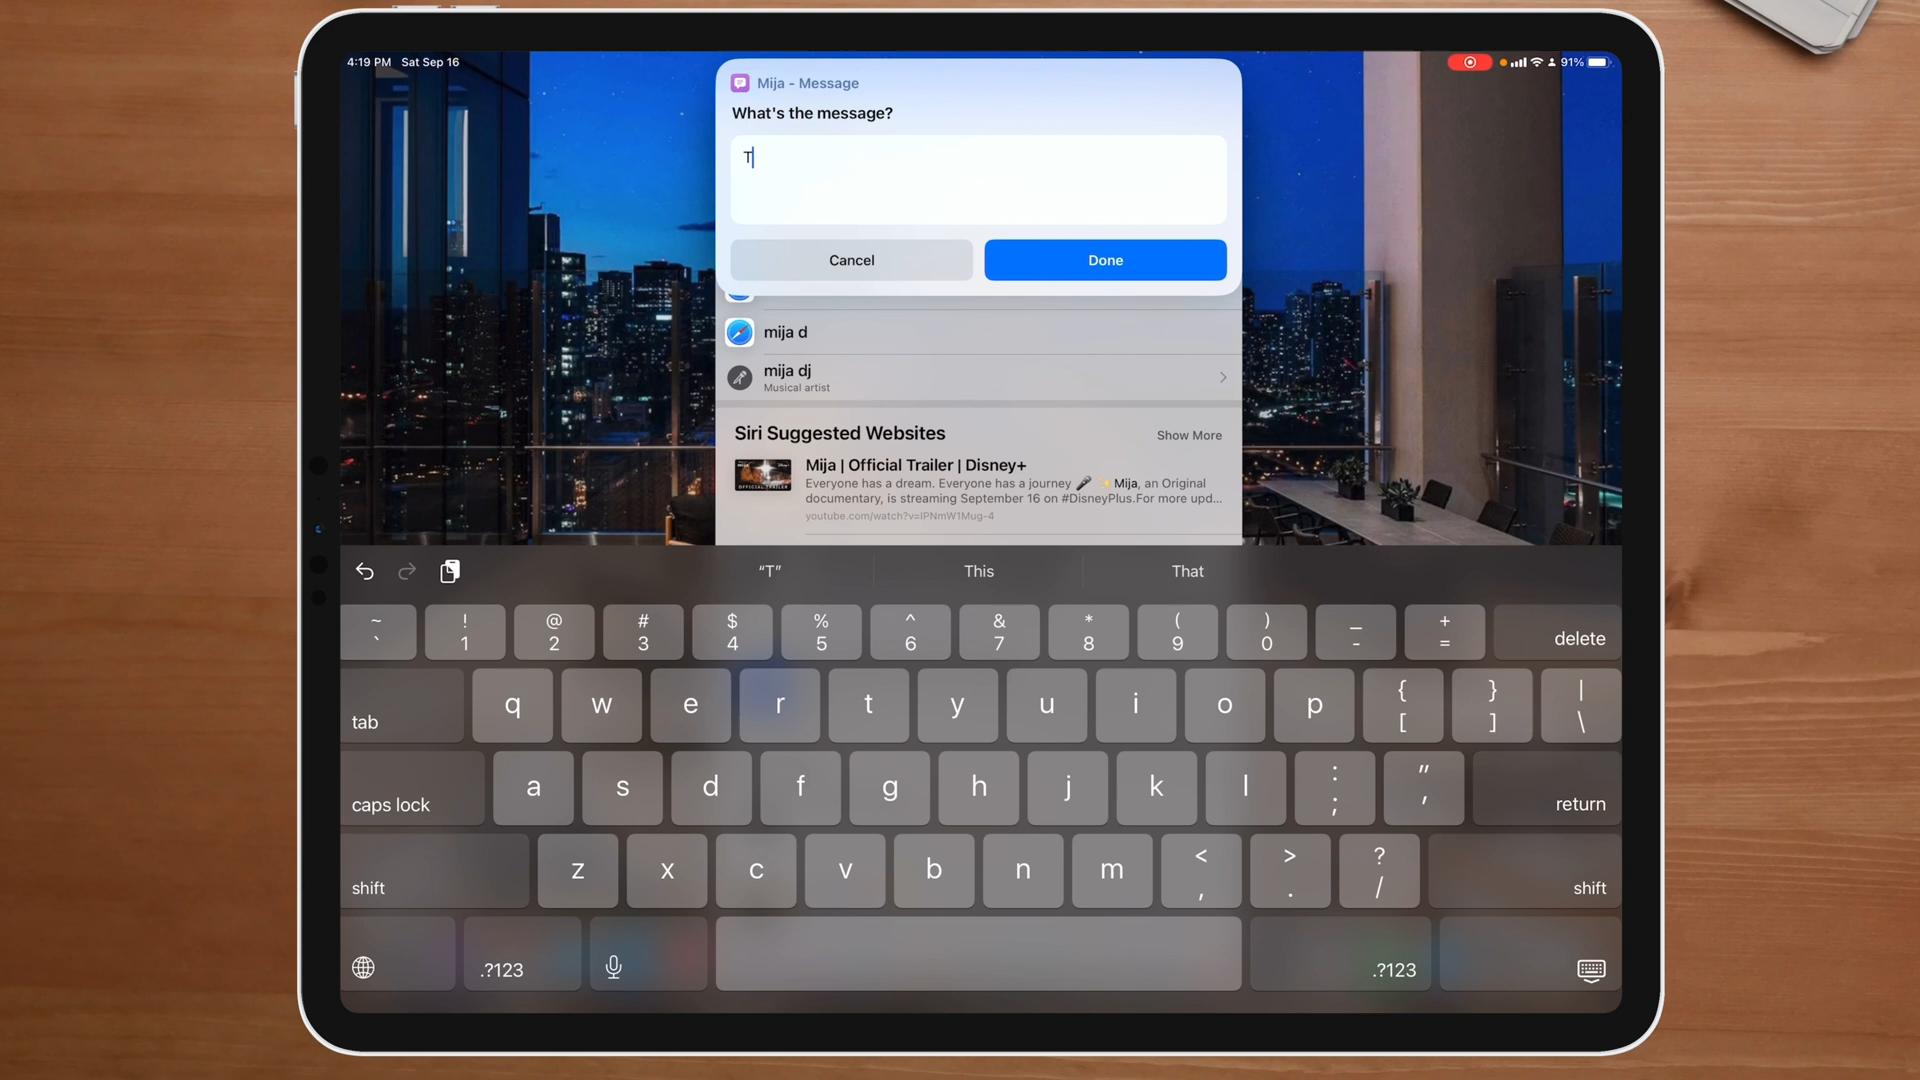 4:19 PM Sat Sep 16
91%
Mija - Message
What's the message?
T
Cancel Done
mija d
mija dj
Musical artist
Siri Suggested Websites Show More
Mija | Official Trailer | Disney+
Everyone has a dream. Everyone has a journey 🎤 ✨Mija, an Original
documentary, is streaming September 16 on #DisneyPlus.For more upd...
youtube.com/watch?v=IPNmW1Mug-4
“T” This That
~ ! @ # $ % ^ & * ( ) _ +
` 1 2 3 4 5 6 7 8 9 0 - = delete
tab q w e r t y u i o p { [ } ] | \
caps lock a s d f g h j k l : ; " ' return
shift z x c v b n m < , > . ? / shift
.?123 .?123